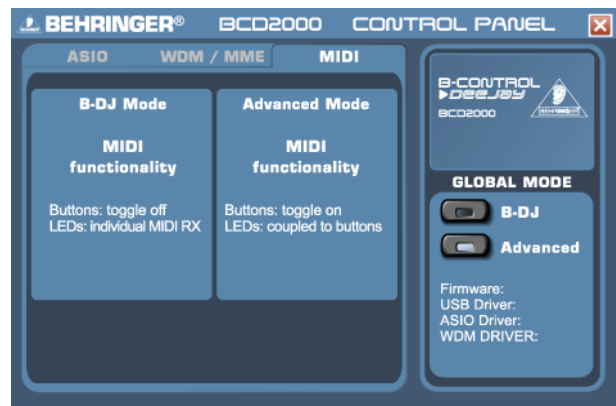 BEHRINGER® BCD2000 CONTROL PANEL
ASIO WDM / MME MIDI
B-DJ Mode
MIDI
functionality
Buttons: toggle off
LEDs: individual MIDI RX
Advanced Mode
MIDI
functionality
Buttons: toggle on
LEDs: coupled to buttons
B-CONTROL
DEEJAY
BCD2000
BEHRINGER
GLOBAL MODE
B-DJ
Advanced
Firmware:
USB Driver:
ASIO Driver:
WDM DRIVER: